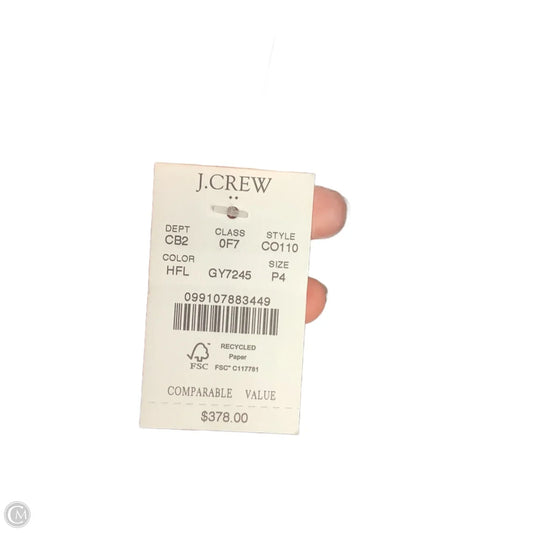 J.CREW
DEPT CLASS STYLE
CB2 0F7 CO110
COLOR SIZE
HFL GY7245 P4
099107883449
RECYCLED
Paper
FSC FSC™ C117781
COMPARABLE VALUE
$378.00
CM